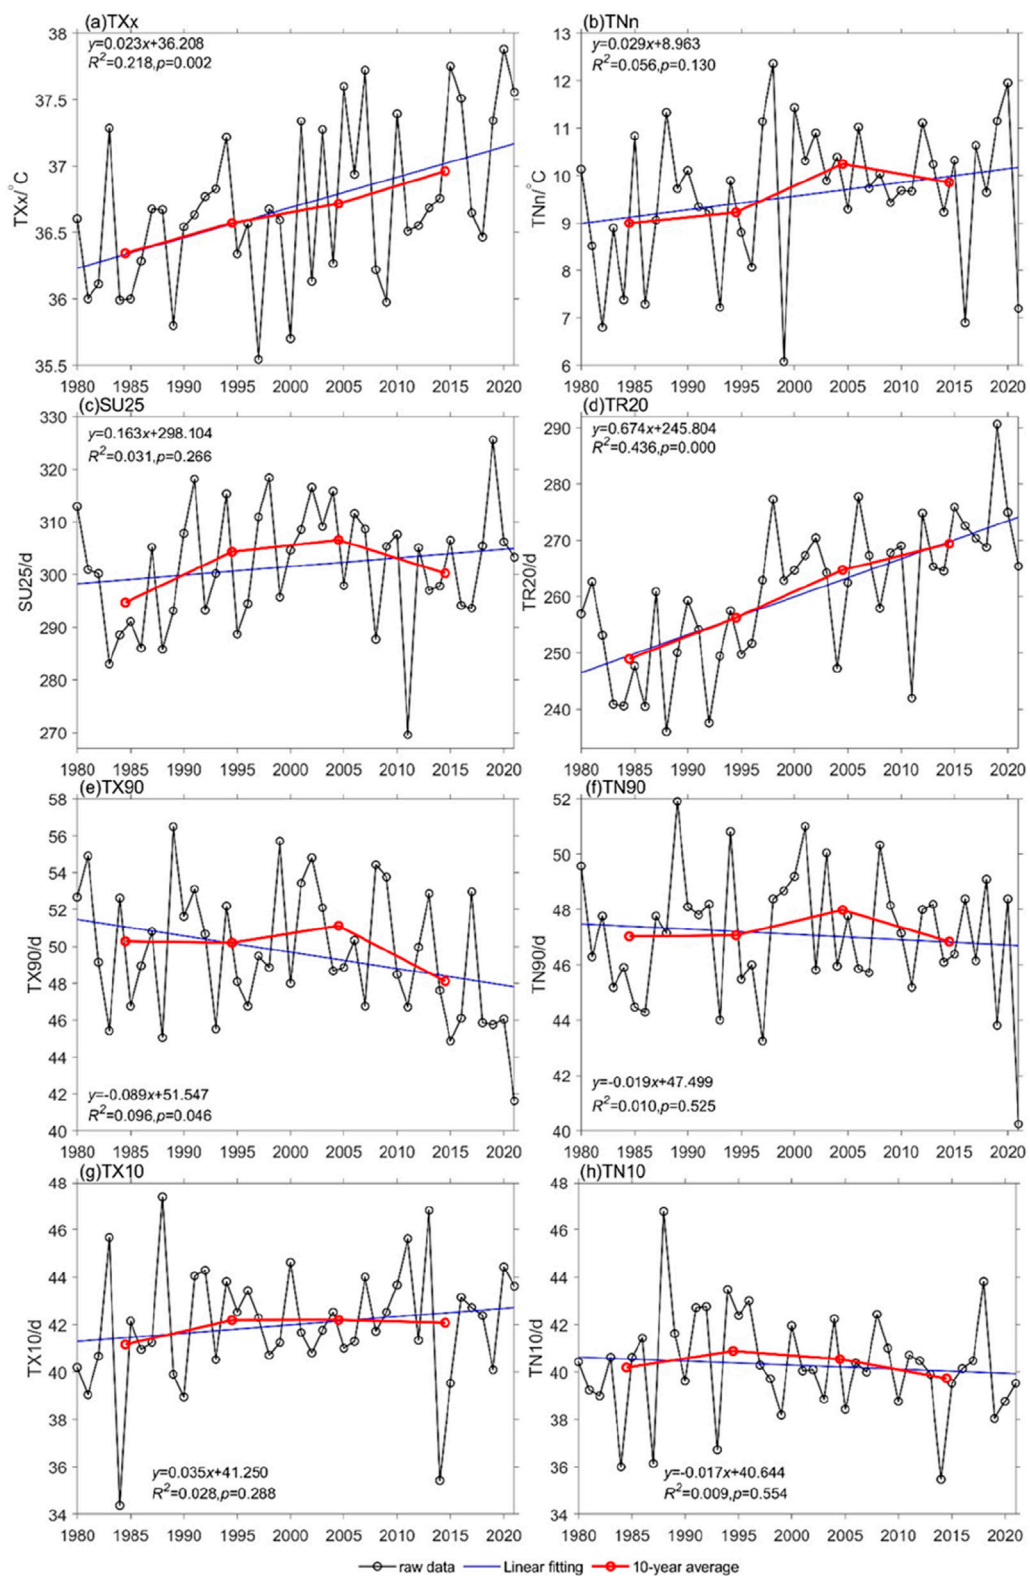 (a)TXx
y=0.023x+36.208
R²=0.218,p=0.002
38
37.5
37
36.5
36
35.5
TXx/°C
1980 1985 1990 1995 2000 2005 2010 2015 2020
(b)TNn
y=0.029x+8.963
R²=0.056,p=0.130
13
12
11
10
9
8
7
6
TNn/°C
1980 1985 1990 1995 2000 2005 2010 2015 2020
(c)SU25
y=0.163x+298.104
R²=0.031,p=0.266
330
320
310
300
290
280
270
SU25/d
1980 1985 1990 1995 2000 2005 2010 2015 2020
(d)TR20
y=0.674x+245.804
R²=0.436,p=0.000
290
280
270
260
250
240
TR20/d
1980 1985 1990 1995 2000 2005 2010 2015 2020
(e)TX90
58
56
54
52
50
48
46
44
42
40
TX90/d
y=-0.089x+51.547
R²=0.096,p=0.046
1980 1985 1990 1995 2000 2005 2010 2015 2020
(f)TN90
52
50
48
46
44
42
40
TN90/d
y=-0.019x+47.499
R²=0.010,p=0.525
1980 1985 1990 1995 2000 2005 2010 2015 2020
(g)TX10
48
46
44
42
40
38
36
34
TX10/d
y=0.035x+41.250
R²=0.028,p=0.288
1980 1985 1990 1995 2000 2005 2010 2015 2020
(h)TN10
48
46
44
42
40
38
36
34
TN10/d
y=-0.017x+40.644
R²=0.009,p=0.554
1980 1985 1990 1995 2000 2005 2010 2015 2020
raw data Linear fitting 10-year average